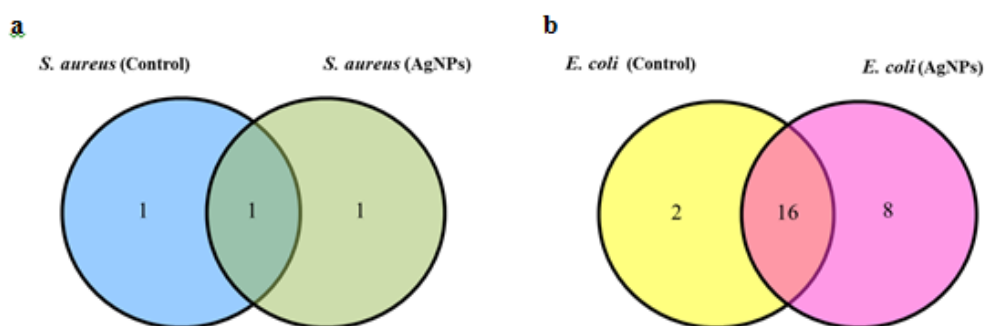 a
b
S. aureus (Control)
S. aureus (AgNPs)
E. coli (Control)
E. coli (AgNPs)
1
1
1
2
16
8